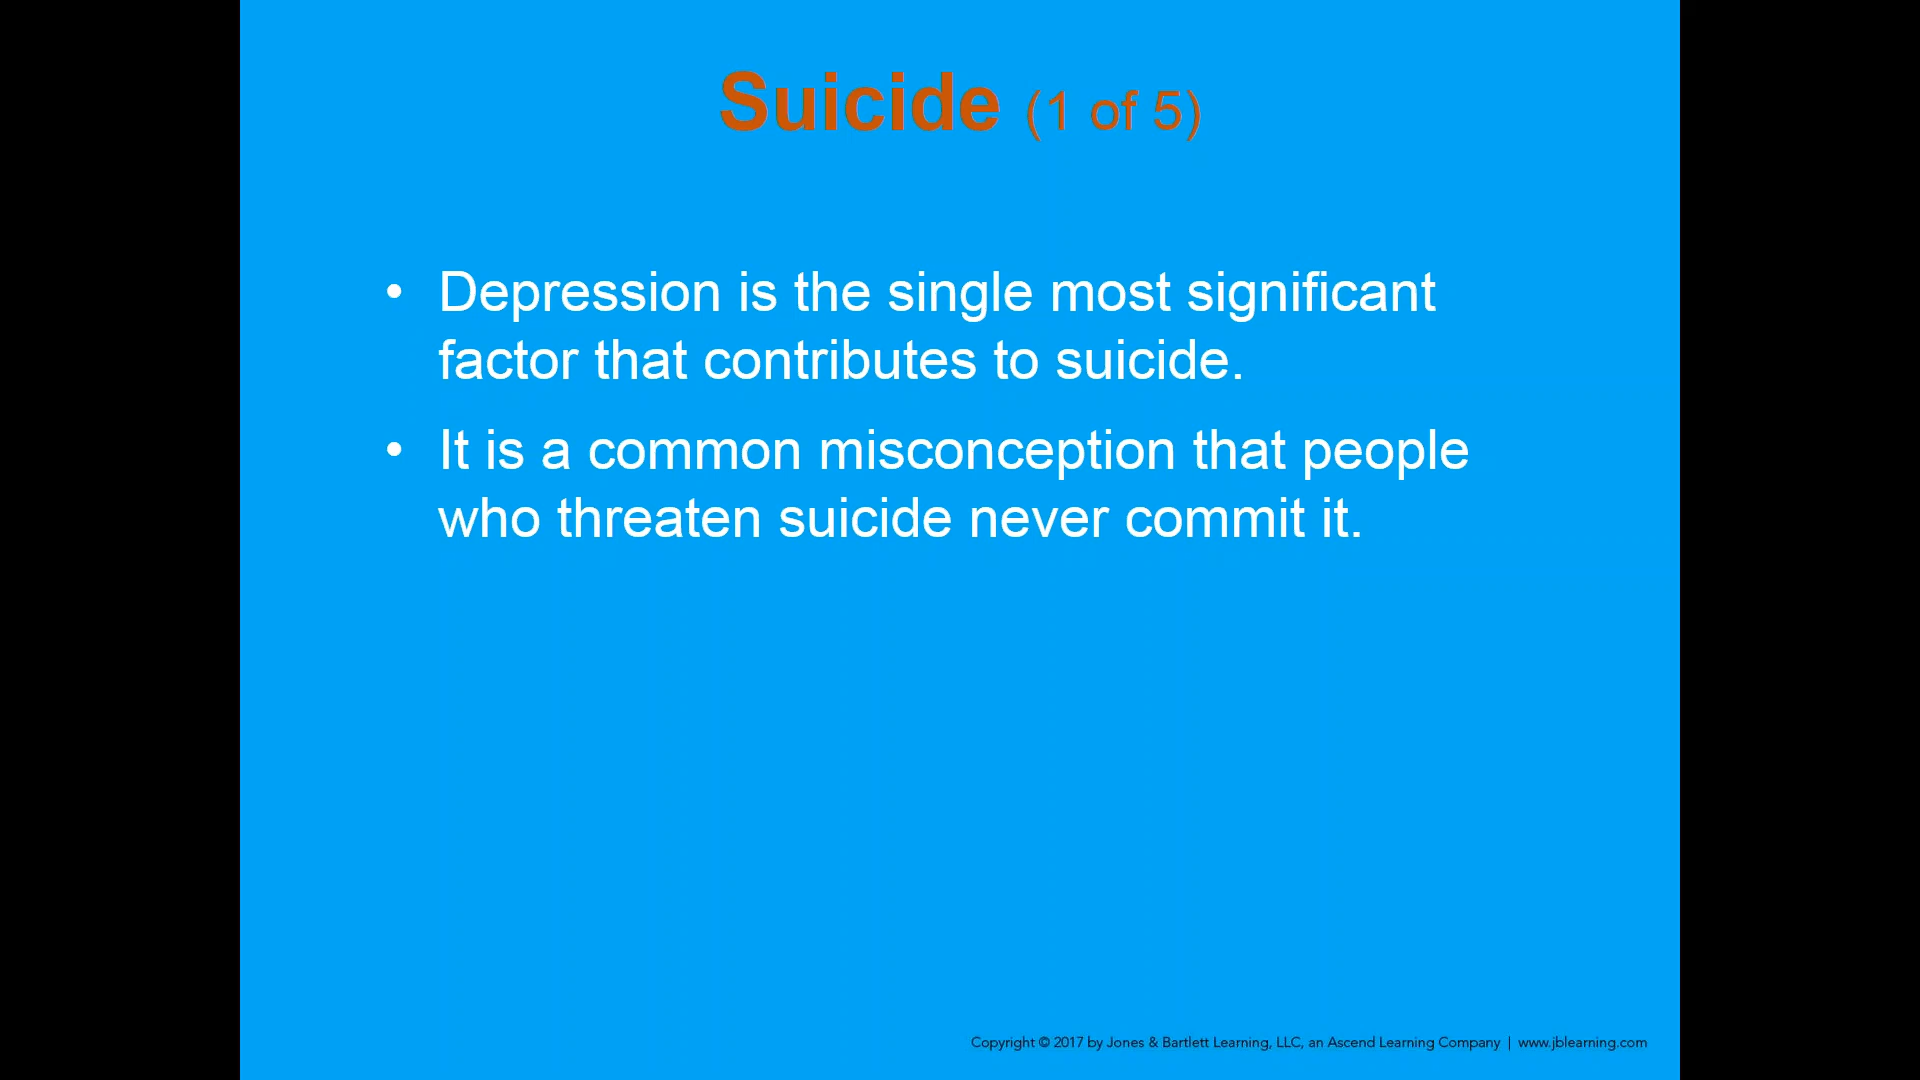 Suicide (1 of 5)
• Depression is the single most significant
factor that contributes to suicide.
• It is a common misconception that people
who threaten suicide never commit it.
Copyright © 2017 by Jones & Bartlett Learning, LLC, an Ascend Learning Company | www.jblearning.com